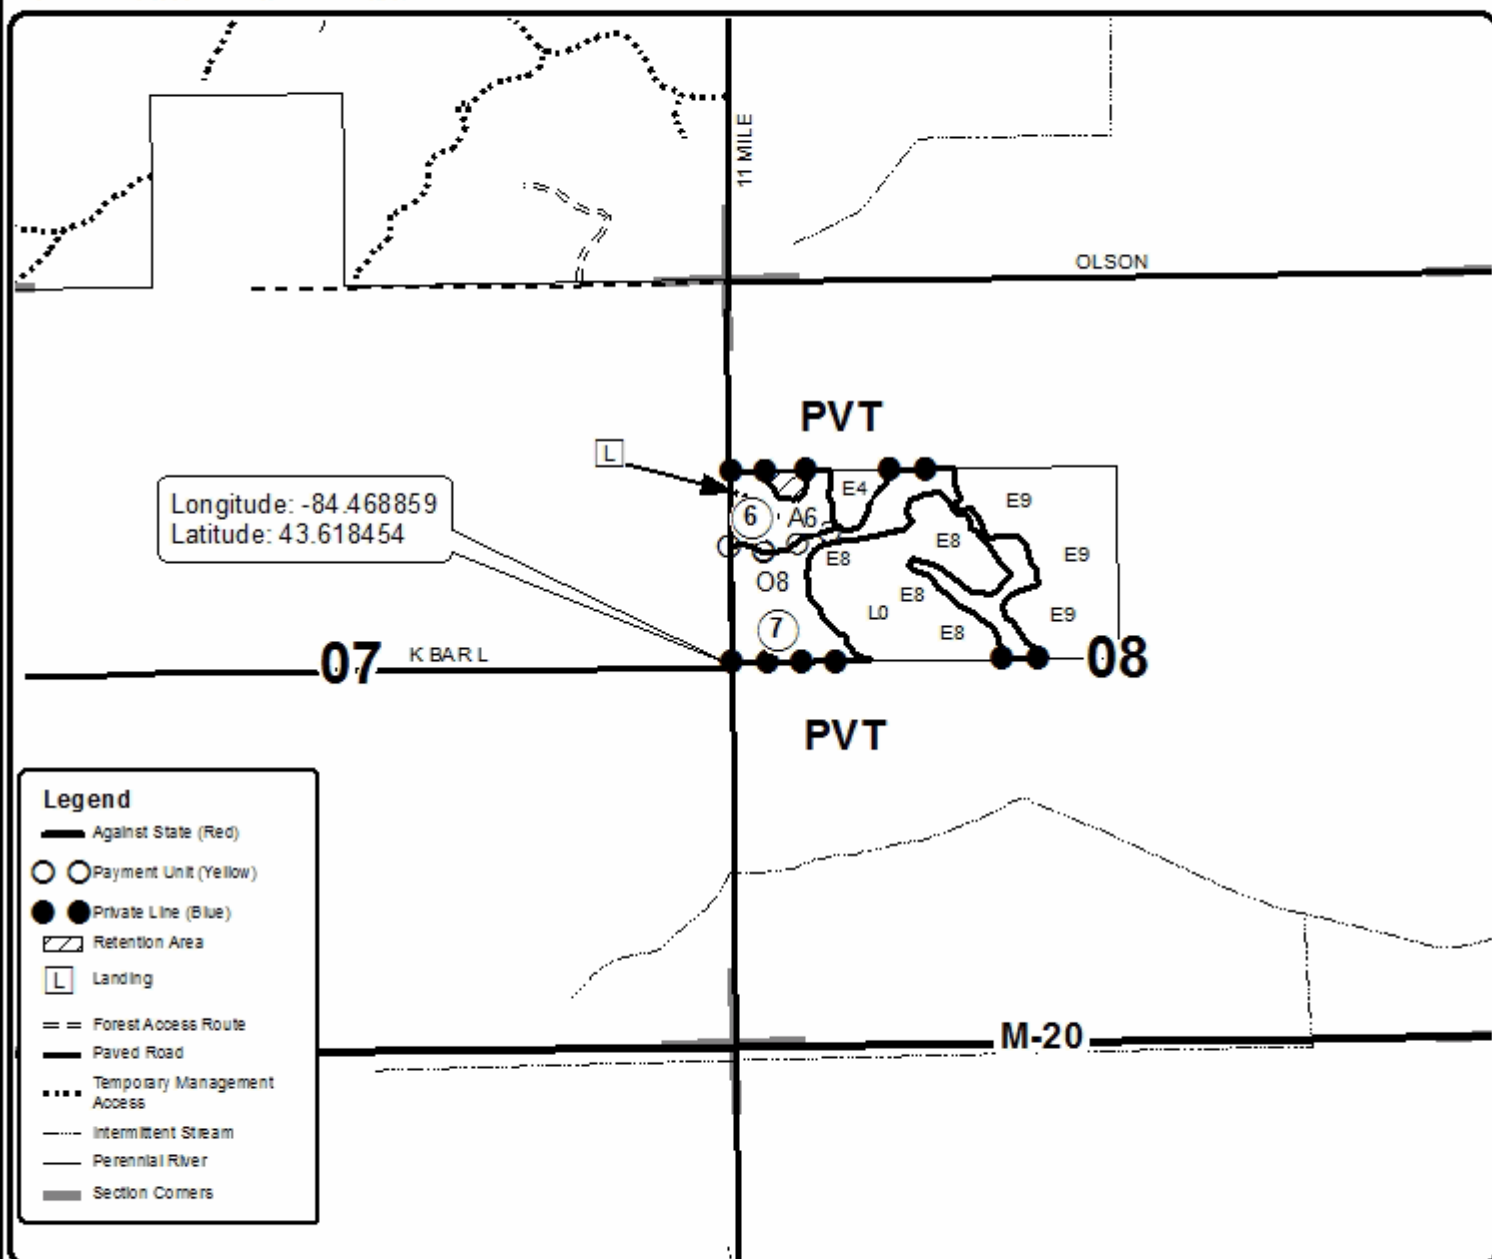 11 MILE
OLSON
PVT
L
E4
E9
Longitude: -84.468859
Latitude: 43.618454
6
A6
E8
E8
E9
O8
E8
L0
E9
7
E8
07
K BAR L
08
PVT
Legend
Against State (Red)
Payment Unit (Yellow)
Private Line (Blue)
Retention Area
L
Landing
Forest Access Route
Paved Road
Temporary Management
Access
Intermittent Stream
Perennial River
Section Corners
M-20